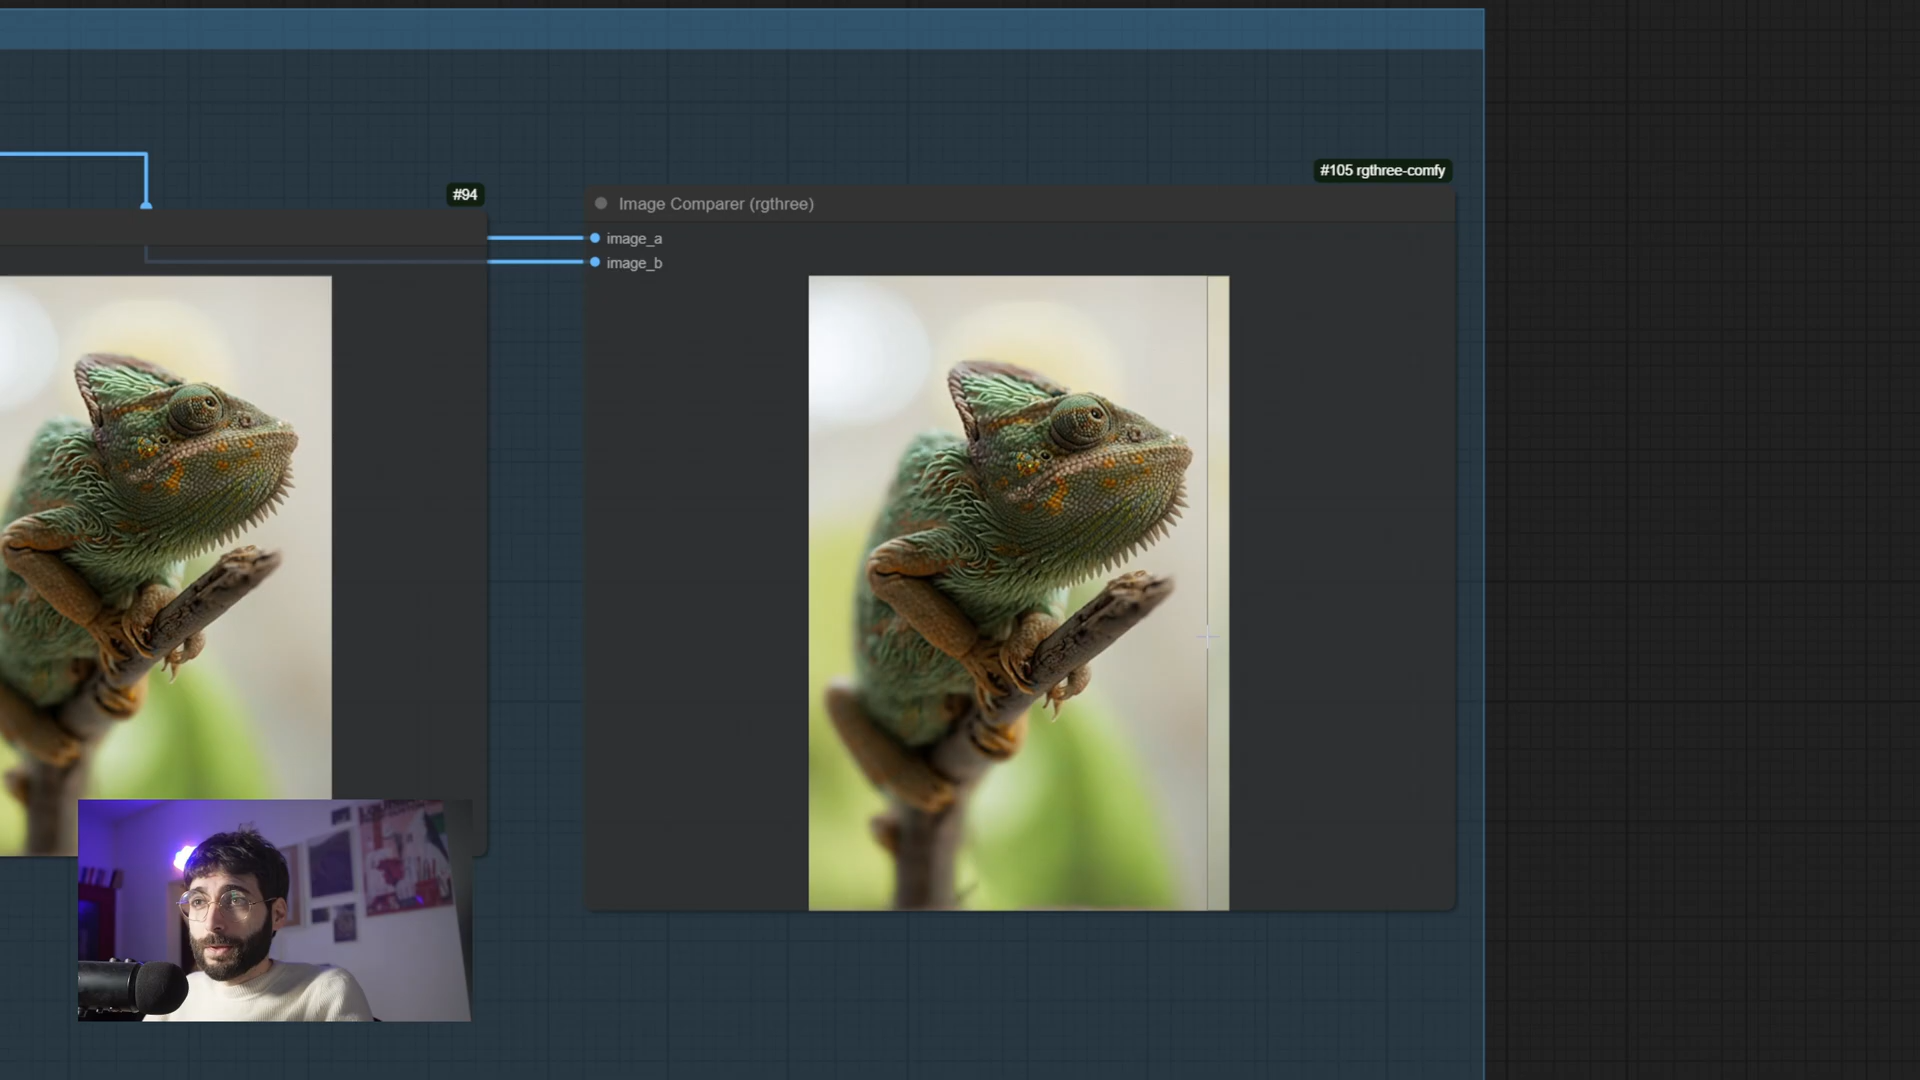 #105 rgthree-comfy
#94
Image Comparer (rgthree)
image_a
image_b